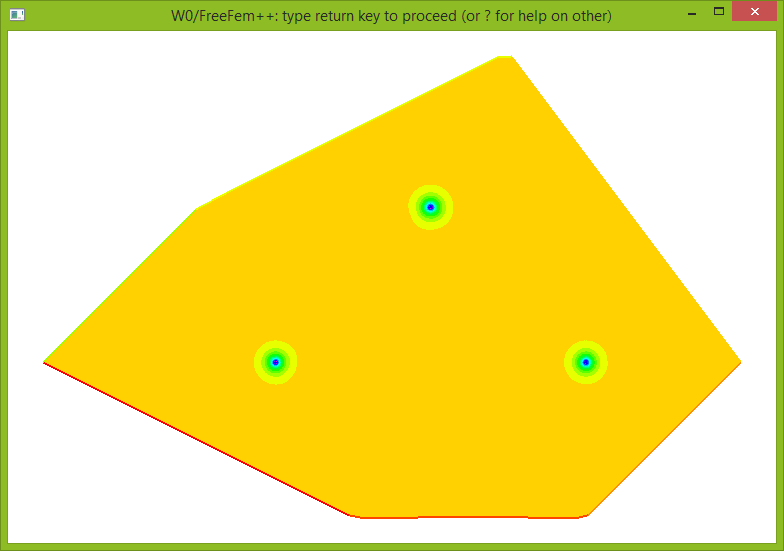 W0/FreeFem++: type return key to proceed (or ? for help on other)